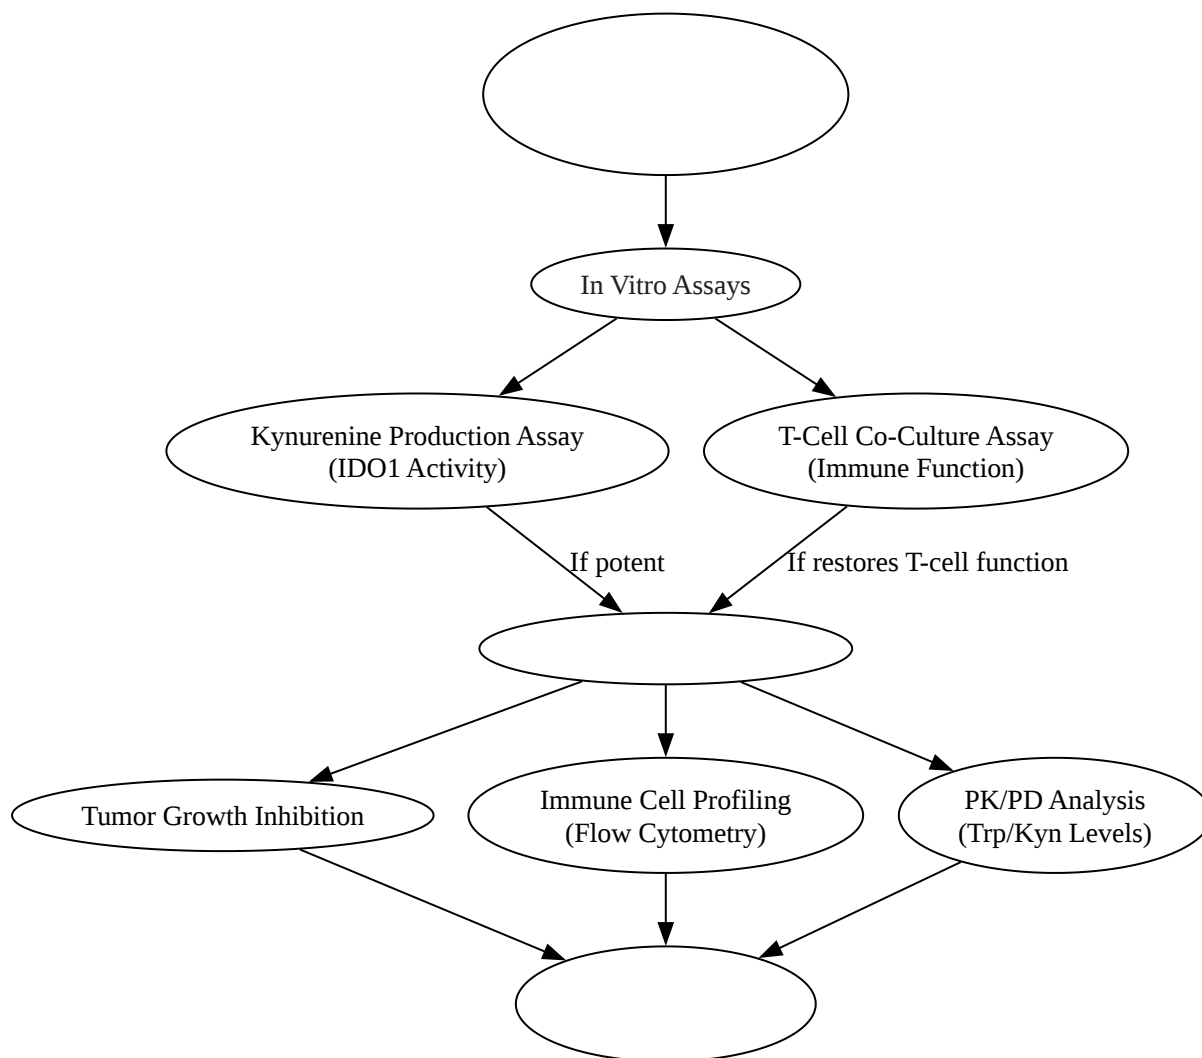 In Vitro Assays
Kynurenine Production Assay
(IDO1 Activity)
T-Cell Co-Culture Assay
(Immune Function)
If potent
If restores T-cell function
Tumor Growth Inhibition
Immune Cell Profiling
(Flow Cytometry)
PK/PD Analysis
(Trp/Kyn Levels)